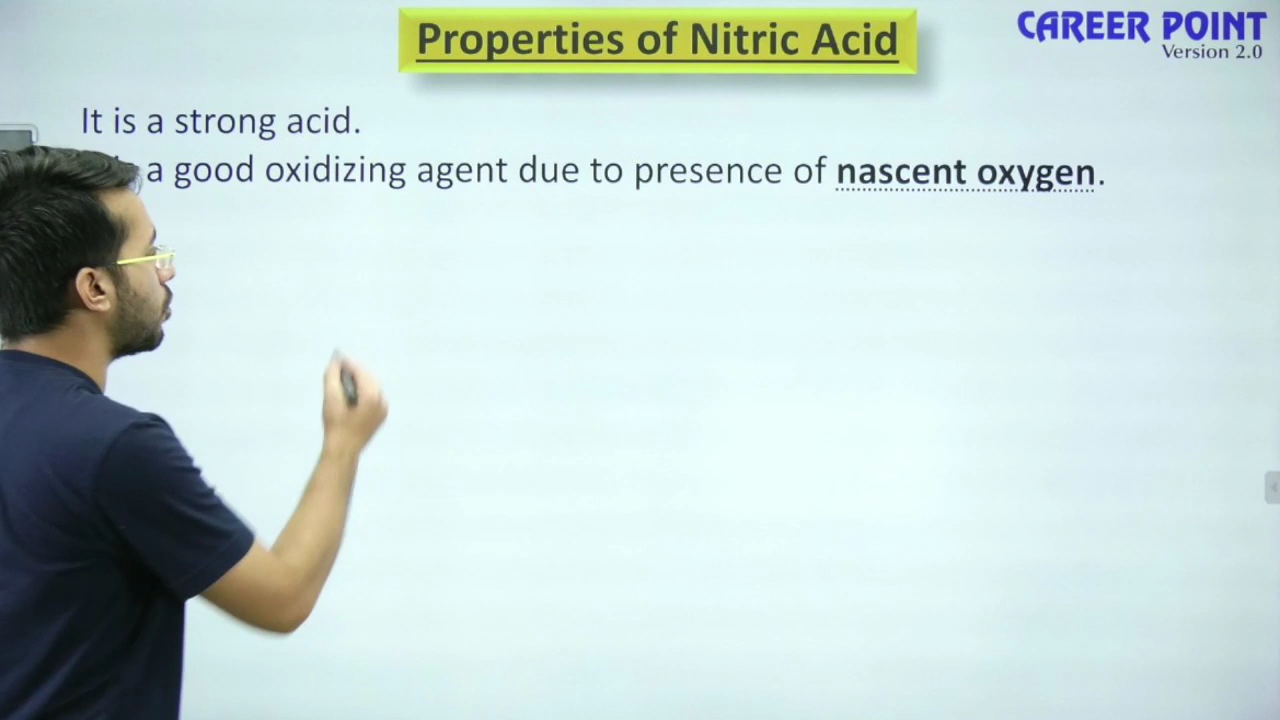 Properties of Nitric Acid
CAREER POINT
Version 2.0
It is a strong acid.
a good oxidizing agent due to presence of nascent oxygen.